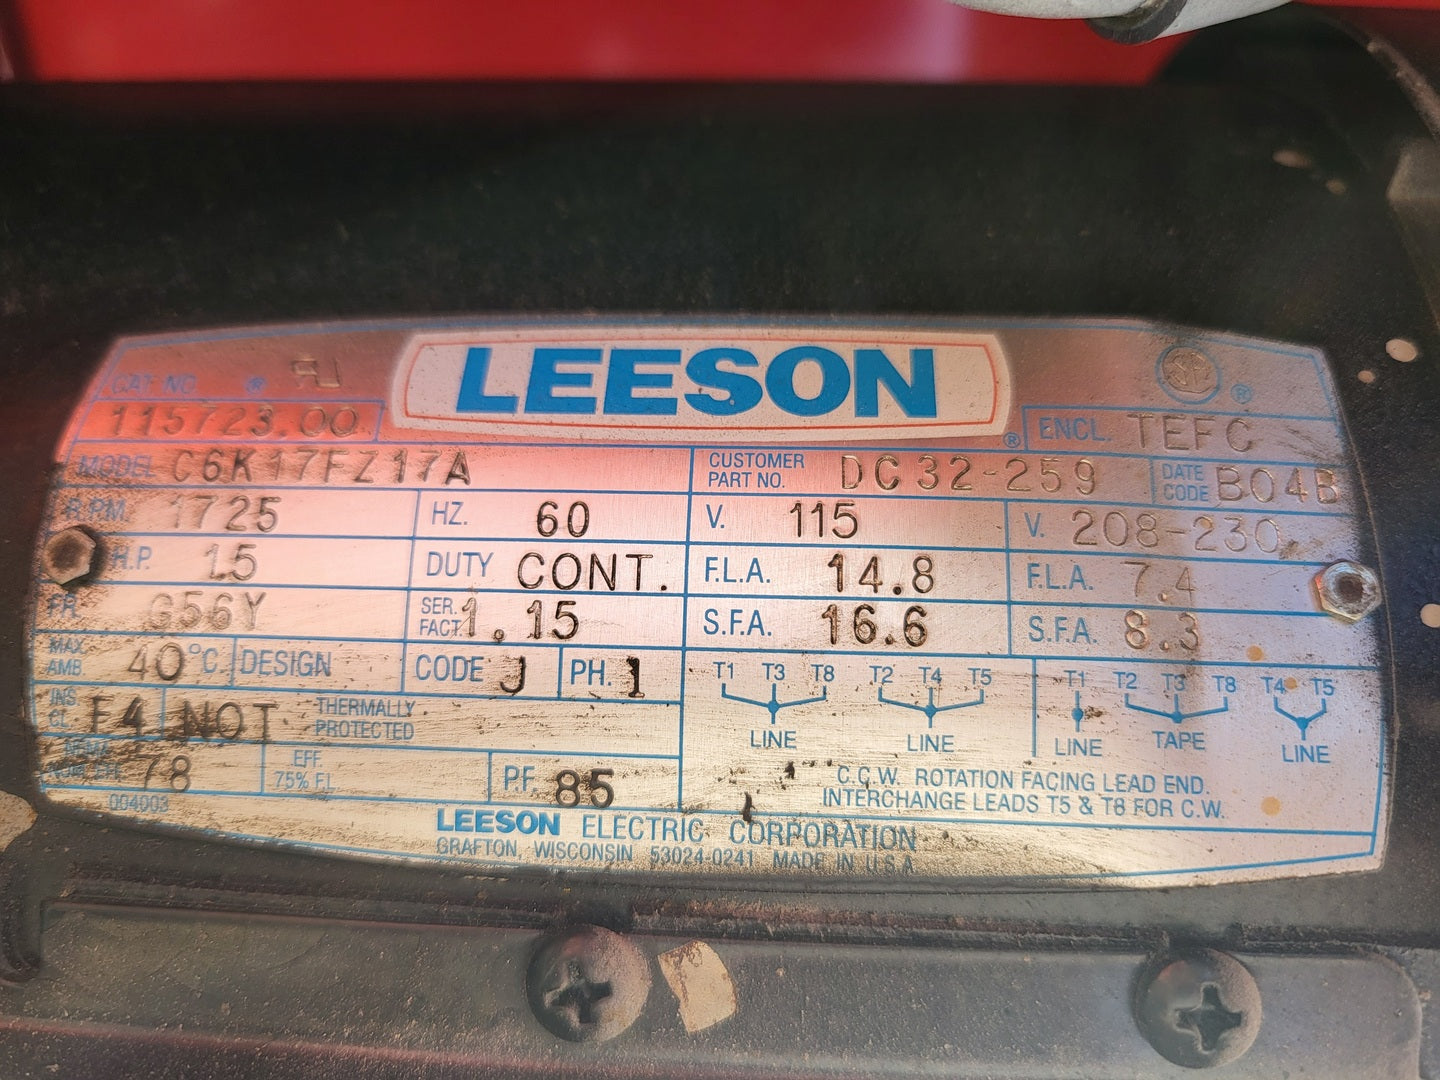 LEESON ®
CAT. NO. ®
115723.00
ENCL. TEFC
MODEL C6K17FZ17A
CUSTOMER PART NO. DC32-259
DATE CODE B04B
R.P.M. 1725 HZ. 60 V. 115 V. 208-230
H.P. 1.5 DUTY CONT. F.L.A. 14.8 F.L.A. 7.4
FR. G56Y SER. FACT. 1.15 S.F.A. 16.6 S.F.A. 8.3
MAX. AMB. 40°C. DESIGN CODE J PH. 1
INS. CL. F4 NOT THERMALLY PROTECTED
NEMA NOM. EFF. 78 EFF. 75% F.L. P.F. 85
004003
T1 T3 T8 T2 T4 T5 T1 T2 T3 T8 T4 T5
LINE LINE LINE TAPE LINE
C.C.W. ROTATION FACING LEAD END.
INTERCHANGE LEADS T5 & T8 FOR C.W.
LEESON ELECTRIC CORPORATION
GRAFTON, WISCONSIN 53024-0241 MADE IN U.S.A.